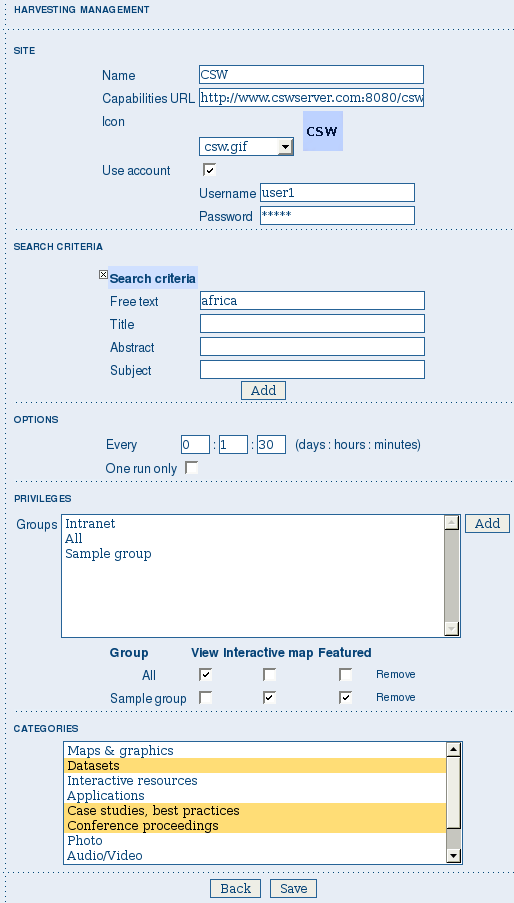 HARVESTING MANAGEMENT
SITE
Name CSW
Capabilities URL http://www.cswserver.com:8080/csw
Icon CSW
csw.gif
Use account
Username user1
Password *****
SEARCH CRITERIA
Search criteria
Free text africa
Title
Abstract
Subject
Add
OPTIONS
Every 0 : 1 : 30 (days : hours : minutes)
One run only
PRIVILEGES
Groups Intranet Add
All
Sample group
Group View Interactive map Featured
All Remove
Sample group Remove
CATEGORIES
Maps & graphics
Datasets
Interactive resources
Applications
Case studies, best practices
Conference proceedings
Photo
Audio/Video
Back Save